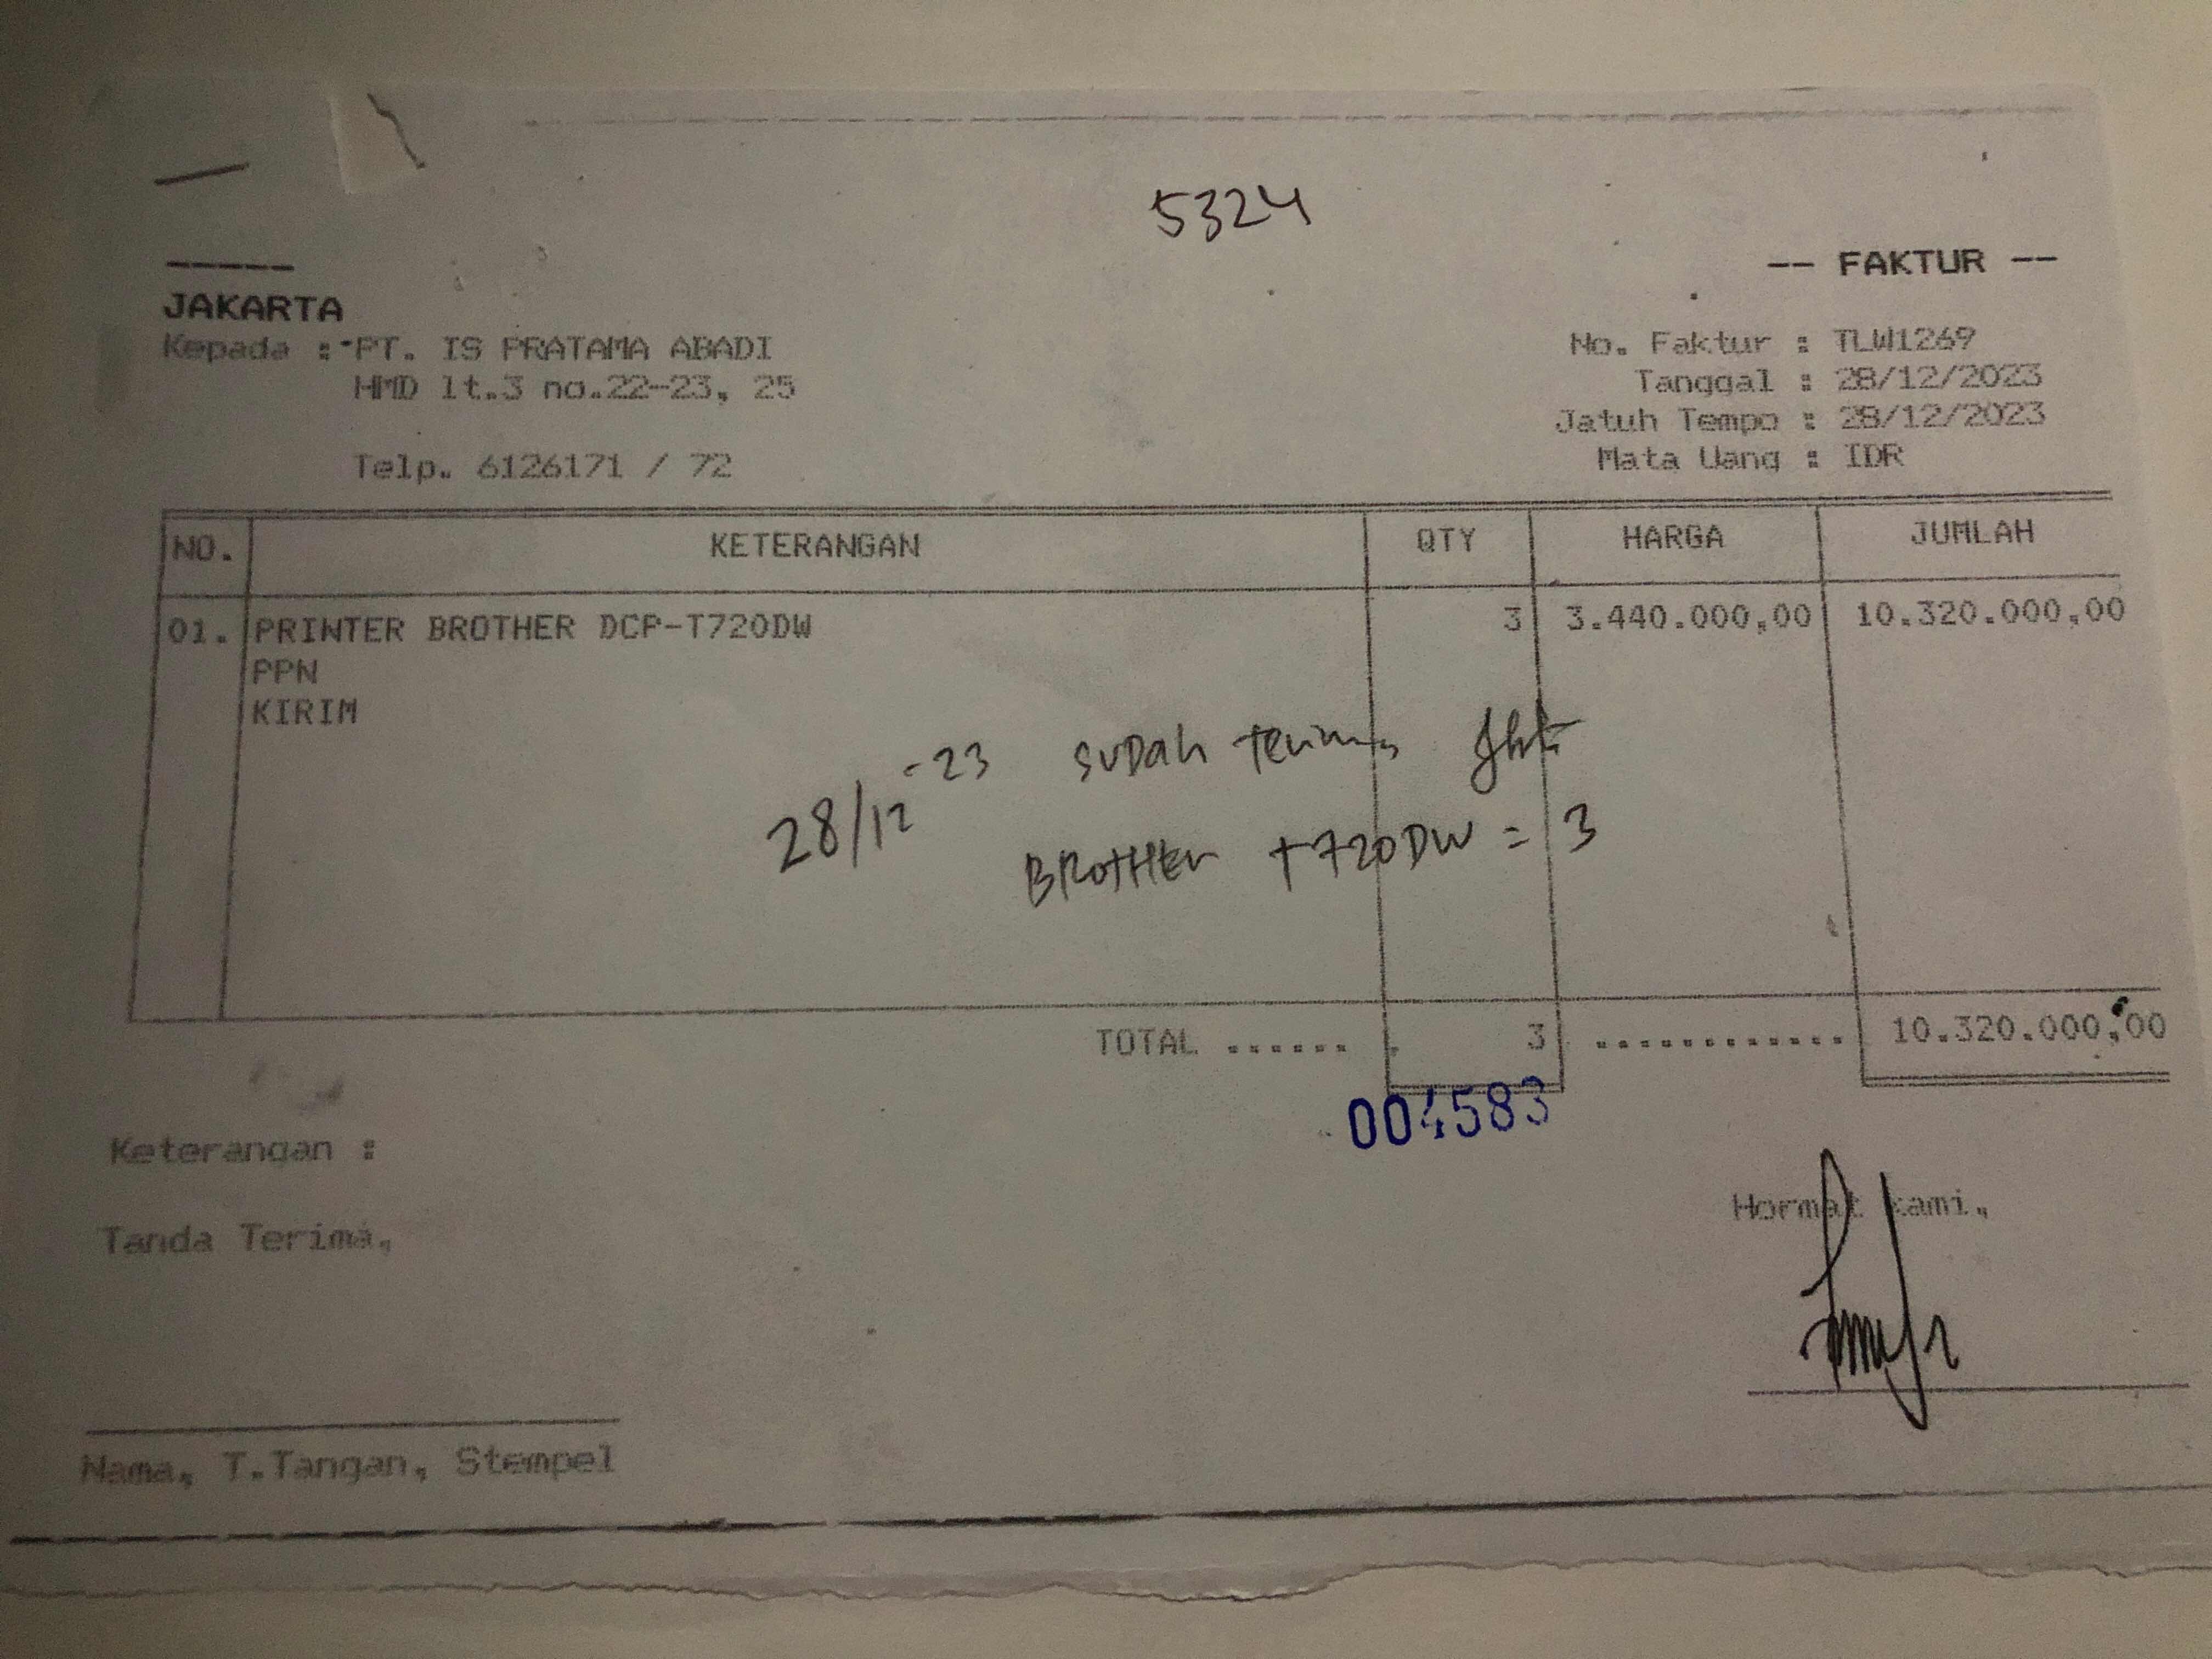 5324
-- FAKTUR --
JAKARTA
Kepada : PT. IS PRATAMA ABADI
HMD lt.3 no.22-23, 25
Telp. 6126171 / 72
No. Faktur : TLW1269
Tanggal : 28/12/2023
Jatuh Tempo : 28/12/2023
Mata Uang : IDR
NO. KETERANGAN QTY HARGA JUMLAH
01. PRINTER BROTHER DCP-T720DW 3 3.440.000,00 10.320.000,00
PPN
KIRIM
28/12-23 SUDAH Terima
BROTHER T720DW = 3
TOTAL ...... 3 ............ 10.320.000,00
004583
Keterangan :
Tanda Terima,
Hormat kami,
Nama, T.Tangan, Stempel